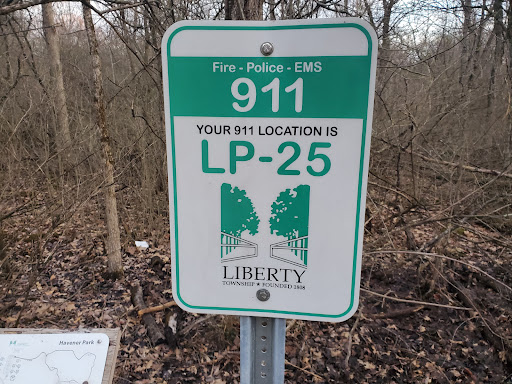 Fire - Police - EMS
911
YOUR 911 LOCATION IS
LP-25
LIBERTY
TOWNSHIP ★ FOUNDED 1808
Havener Park